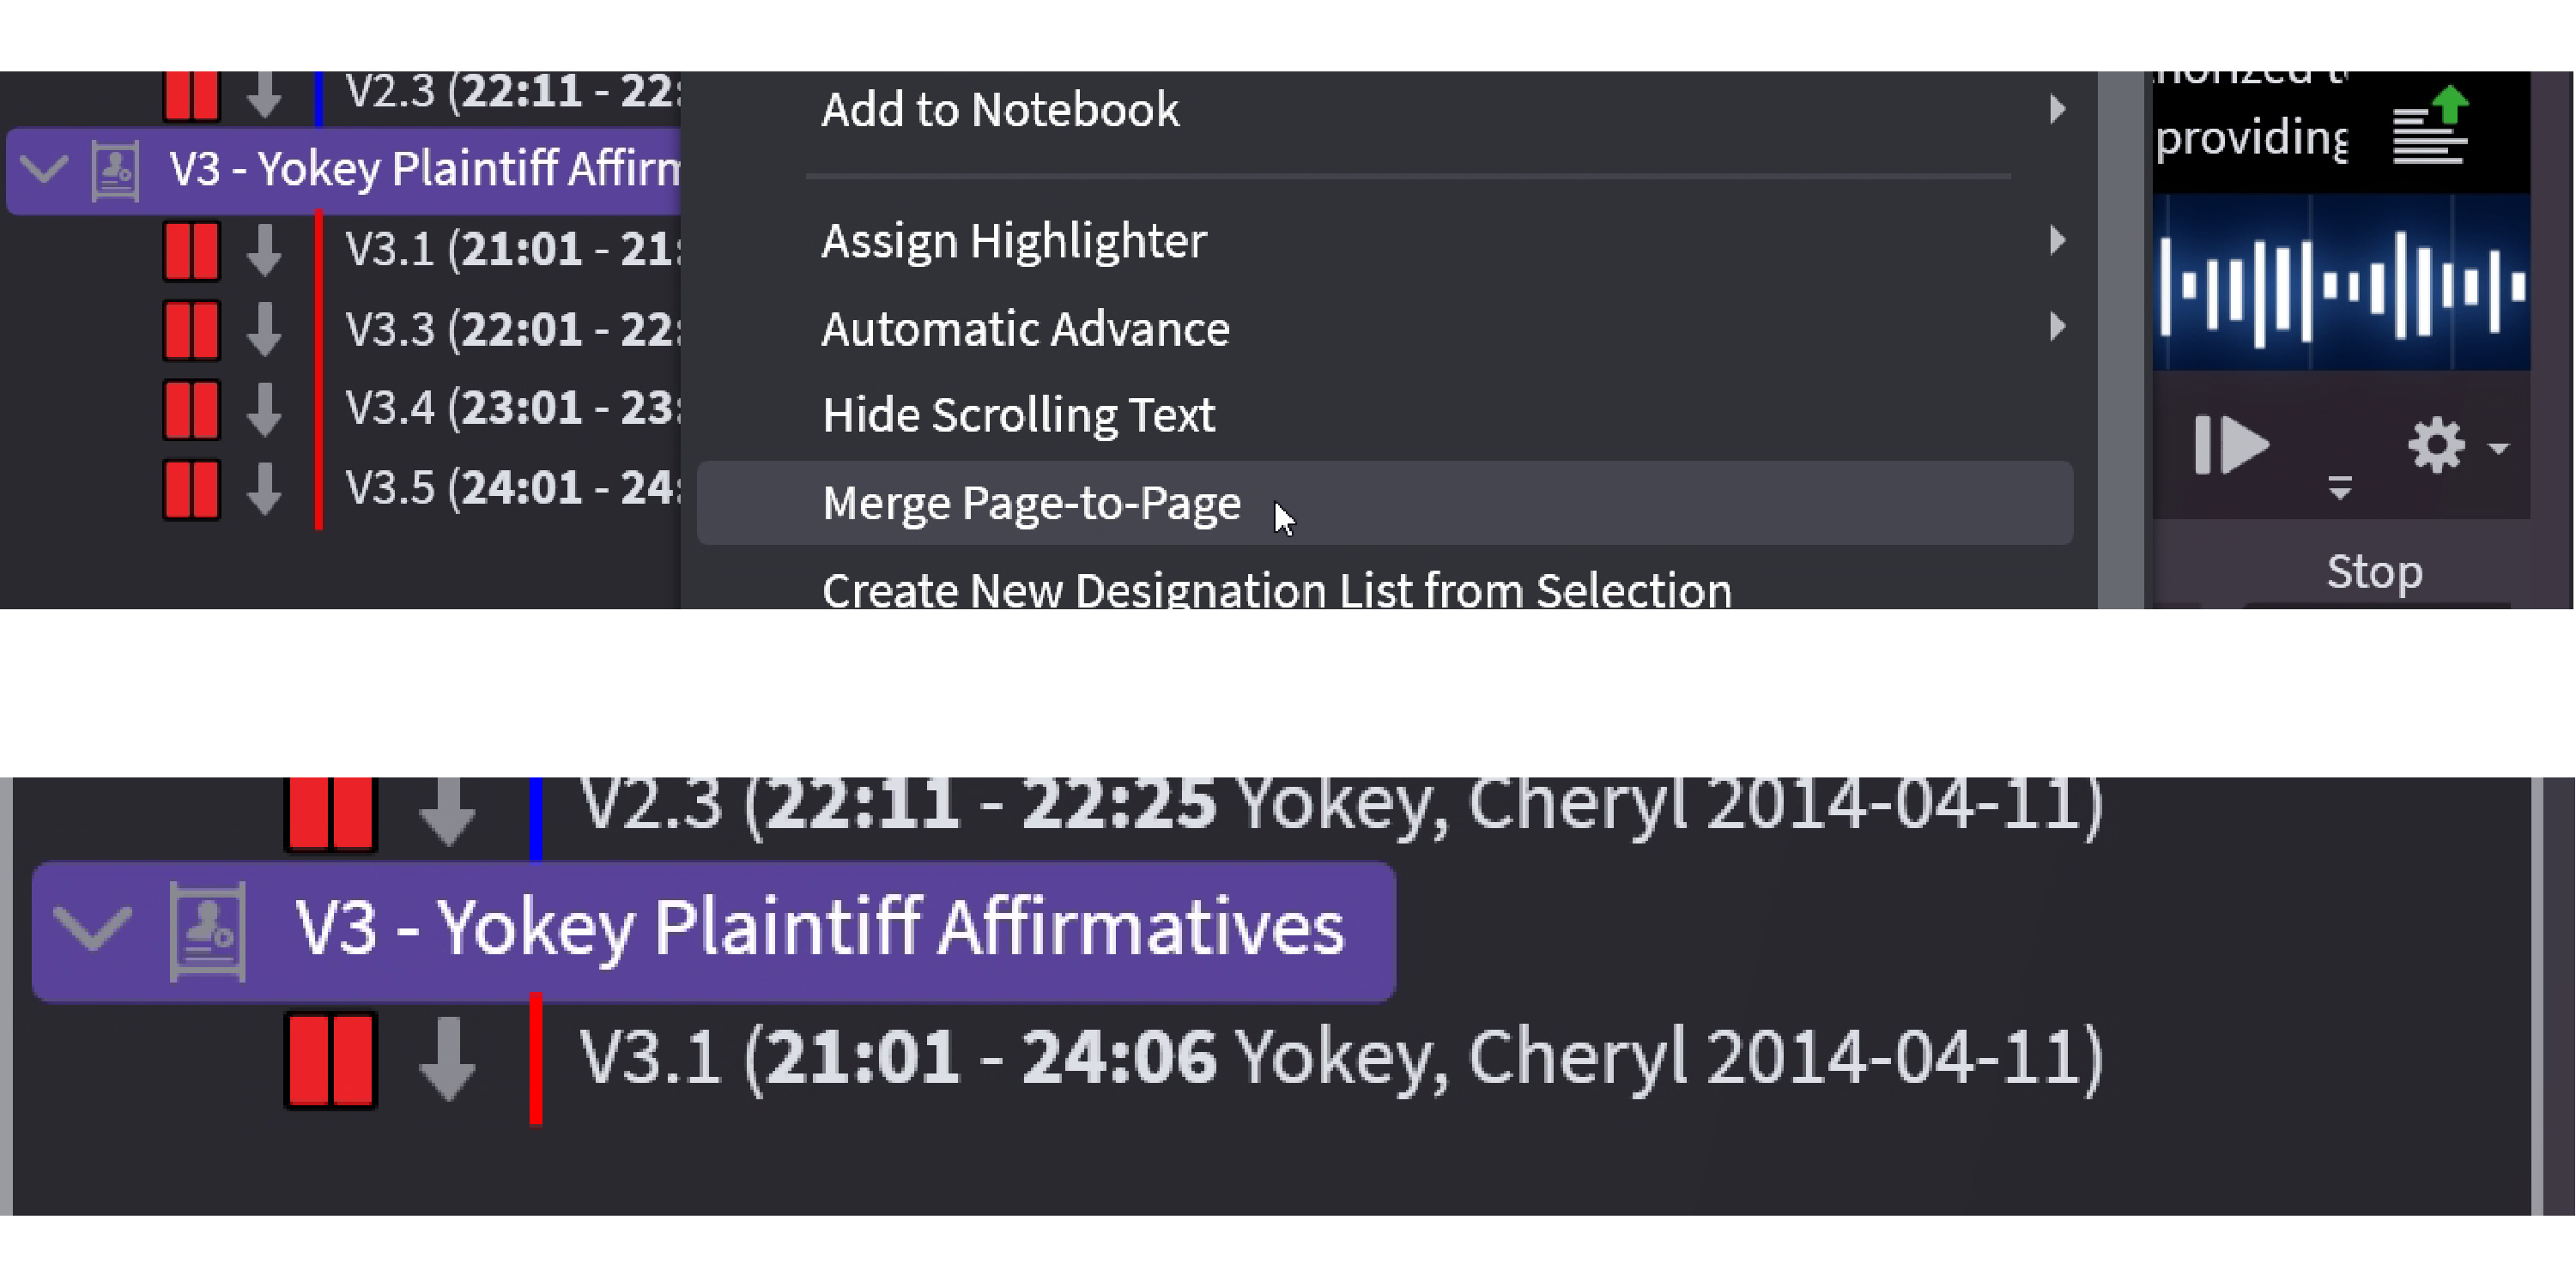 V2.3 (22:11 - 22:
V3 - Yokey Plaintiff Affirm
V3.1 (21:01 - 21:
V3.3 (22:01 - 22:
V3.4 (23:01 - 23:
V3.5 (24:01 - 24:
Add to Notebook
Assign Highlighter
Automatic Advance
Hide Scrolling Text
Merge Page-to-Page
Create New Designation List from Selection
providing
Stop
V2.3 (22:11 - 22:25 Yokey, Cheryl 2014-04-11)
V3 - Yokey Plaintiff Affirmatives
V3.1 (21:01 - 24:06 Yokey, Cheryl 2014-04-11)